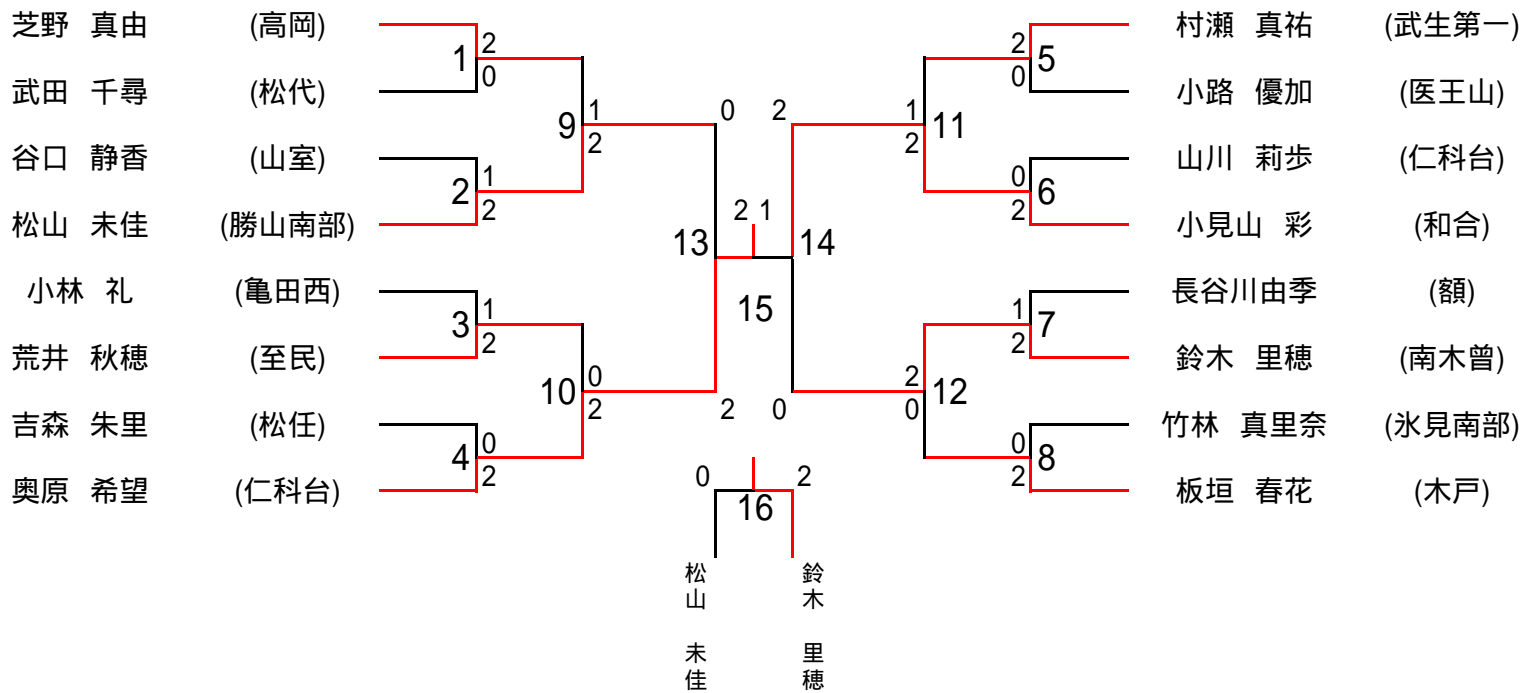 芝野 真由 (高岡) 村瀬 真祐 (武生第一)
2 2
1 5
0 0
武田 千尋 (松代) 小路 優加 (医王山)
1 0 2 1
9 11
2 2
谷口 静香 (山室) 山川 莉歩 (仁科台)
1 0
2 6
2 2
松山 未佳 (勝山南部) 2 1 小見山 彩 (和合)
13 14
小林 礼 (亀田西) 長谷川由季 (額)
1 15 1
3 7
2 2
荒井 秋穂 (至民) 鈴木 里穂 (南木曾)
0 2
10 12
2 2 0 0
吉森 朱里 (松任) 竹林 真里奈 (氷見南部)
0 0
4 8
2 0 2 2
奥原 希望 (仁科台) 板垣 春花 (木戸)
16
松山 未佳
鈴木 里穂